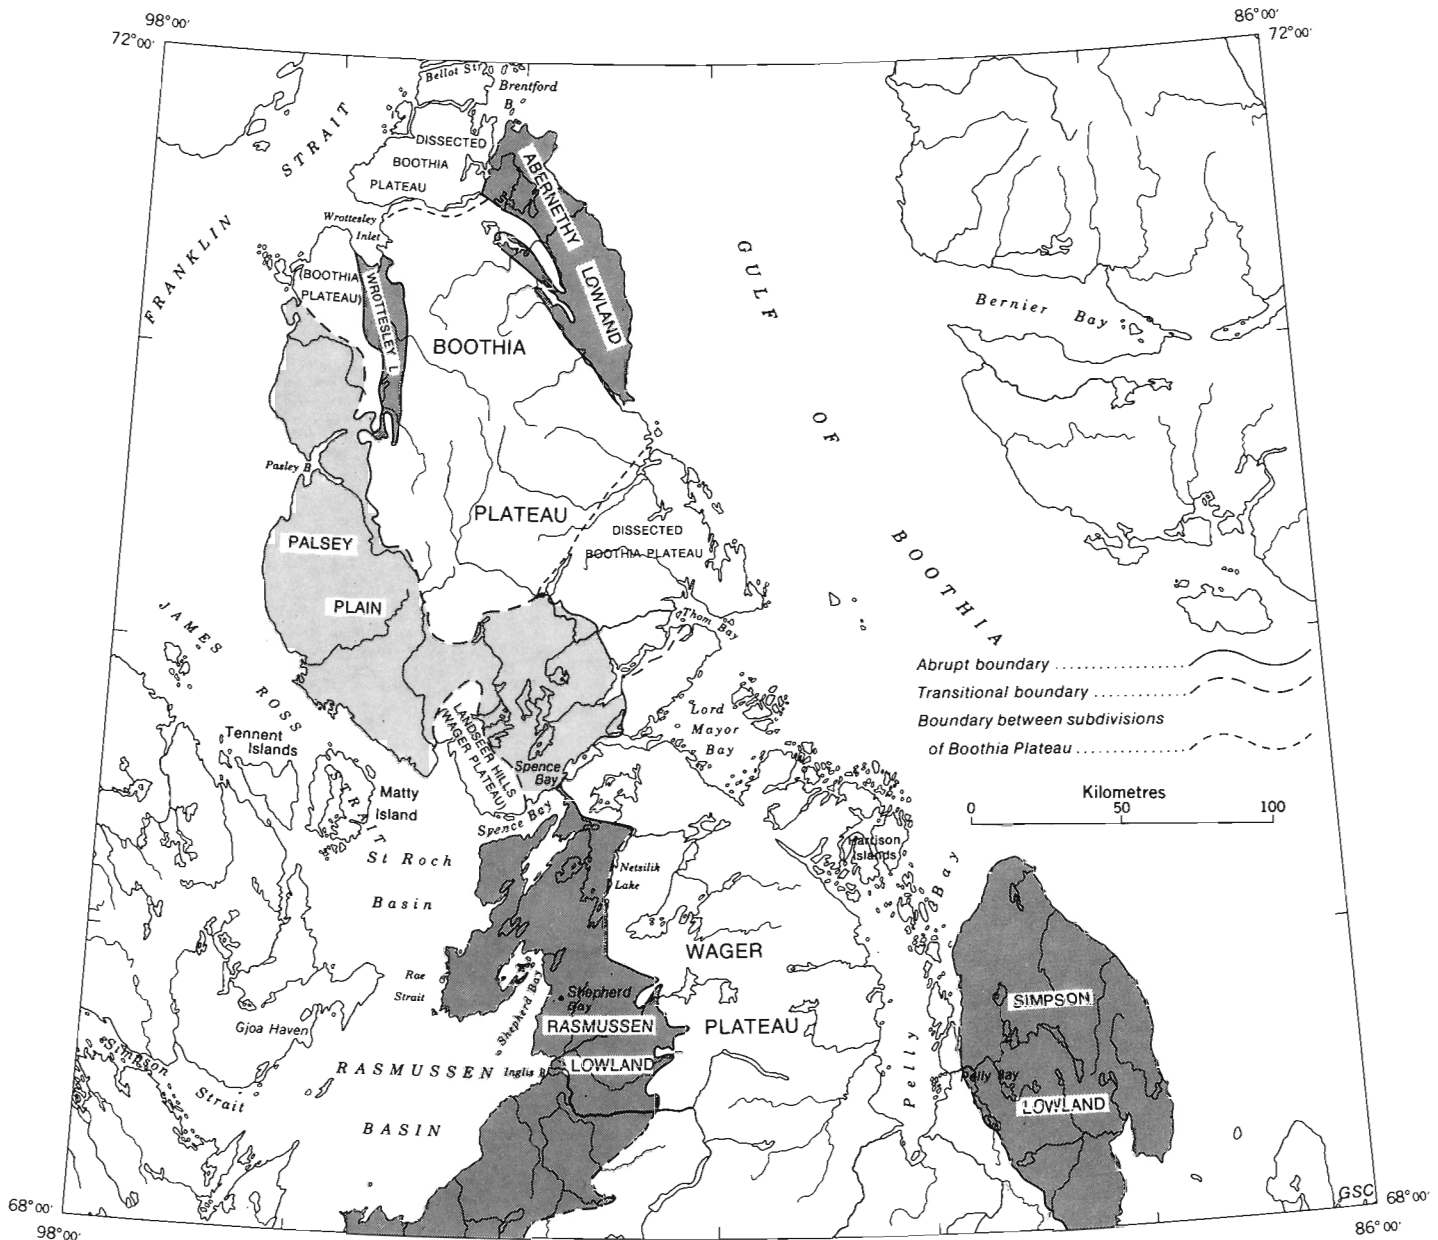 98°00'
86°00'
72°00'
72°00'
Bellot Str
Brentford
B.
STRAIT
DISSECTED
BOOTHIA
PLATEAU
ABERNETHY
LOWLAND
FRANKLIN
Wrottesley
Inlet
(BOOTHIA
PLATEAU)
WROTTESLEY L.
GULF
OF
BOOTHIA
Bernier Bay
BOOTHIA
PLATEAU
Pasley B
DISSECTED
BOOTHIA PLATEAU
PALSEY
PLAIN
Thom Bay
JAMES
ROSS
STRAIT
Abrupt boundary
Transitional boundary
Boundary between subdivisions
of Boothia Plateau
Kilometres
0 50 100
Lord
Mayor
Bay
Tennent
Islands
LANDSEER HILLS
(WAGER PLATEAU)
Spence
Bay
Matty
Island
Spence Bay
Harrison
Islands
St Roch
Basin
Netsilik
Lake
WAGER
PLATEAU
Rae
Strait
Shepherd Bay
Shepherd
Bay
Gjoa Haven
RASMUSSEN
LOWLAND
SIMPSON
LOWLAND
Pelly Bay
Pelly Bay
Simpson
Strait
RASMUSSEN
BASIN
Inglis B
GSC
68°00'
68°00'
98°00'
86°00'